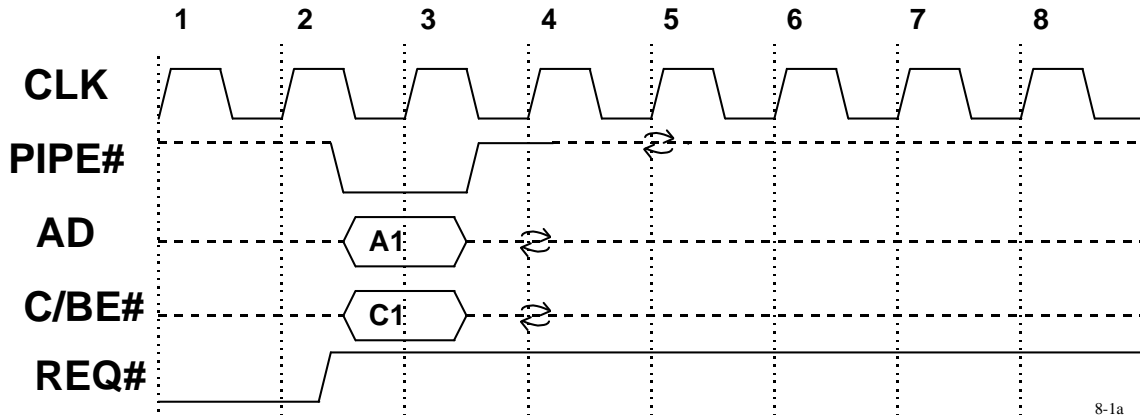 1 2 3 4 5 6 7 8
CLK
PIPE#
AD A1
C/BE# C1
REQ#
8-1a